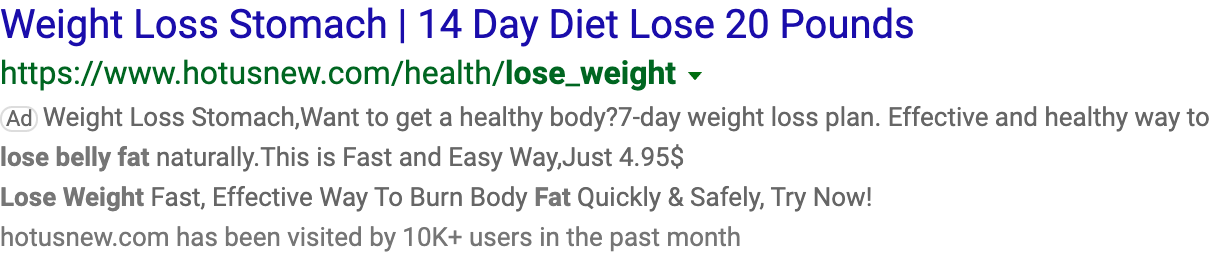 Weight Loss Stomach | 14 Day Diet Lose 20 Pounds
https://www.hotusnew.com/health/lose_weight
Ad Weight Loss Stomach,Want to get a healthy body?7-day weight loss plan. Effective and healthy way to
lose belly fat naturally.This is Fast and Easy Way,Just 4.95$
Lose Weight Fast, Effective Way To Burn Body Fat Quickly & Safely, Try Now!
hotusnew.com has been visited by 10K+ users in the past month